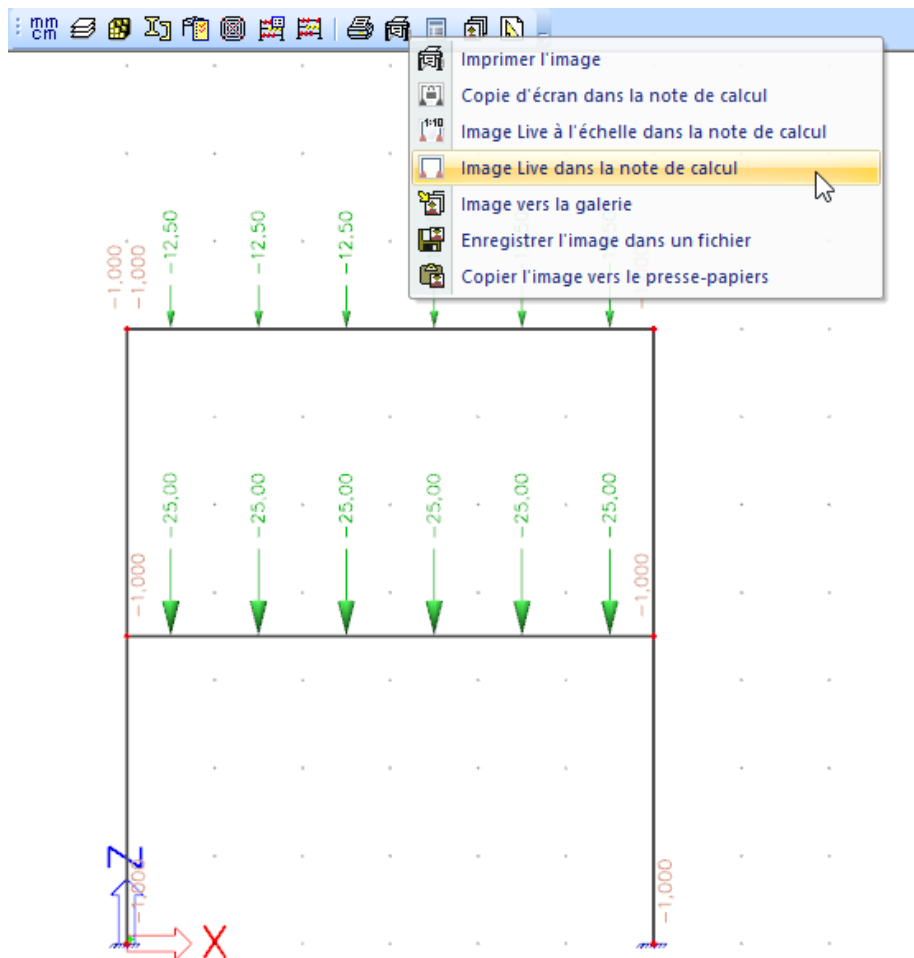 mm
cm
Imprimer l'image
Copie d'écran dans la note de calcul
1:10
Image Live à l'échelle dans la note de calcul
Image Live dans la note de calcul
Image vers la galerie
Enregistrer l'image dans un fichier
Copier l'image vers le presse-papiers
-1,000
-1,000
-12,50
-12,50
-12,50
-25,00
-25,00
-25,00
-25,00
-25,00
-25,00
-1,000
-1,000
Z
-1,000
-1,000
X